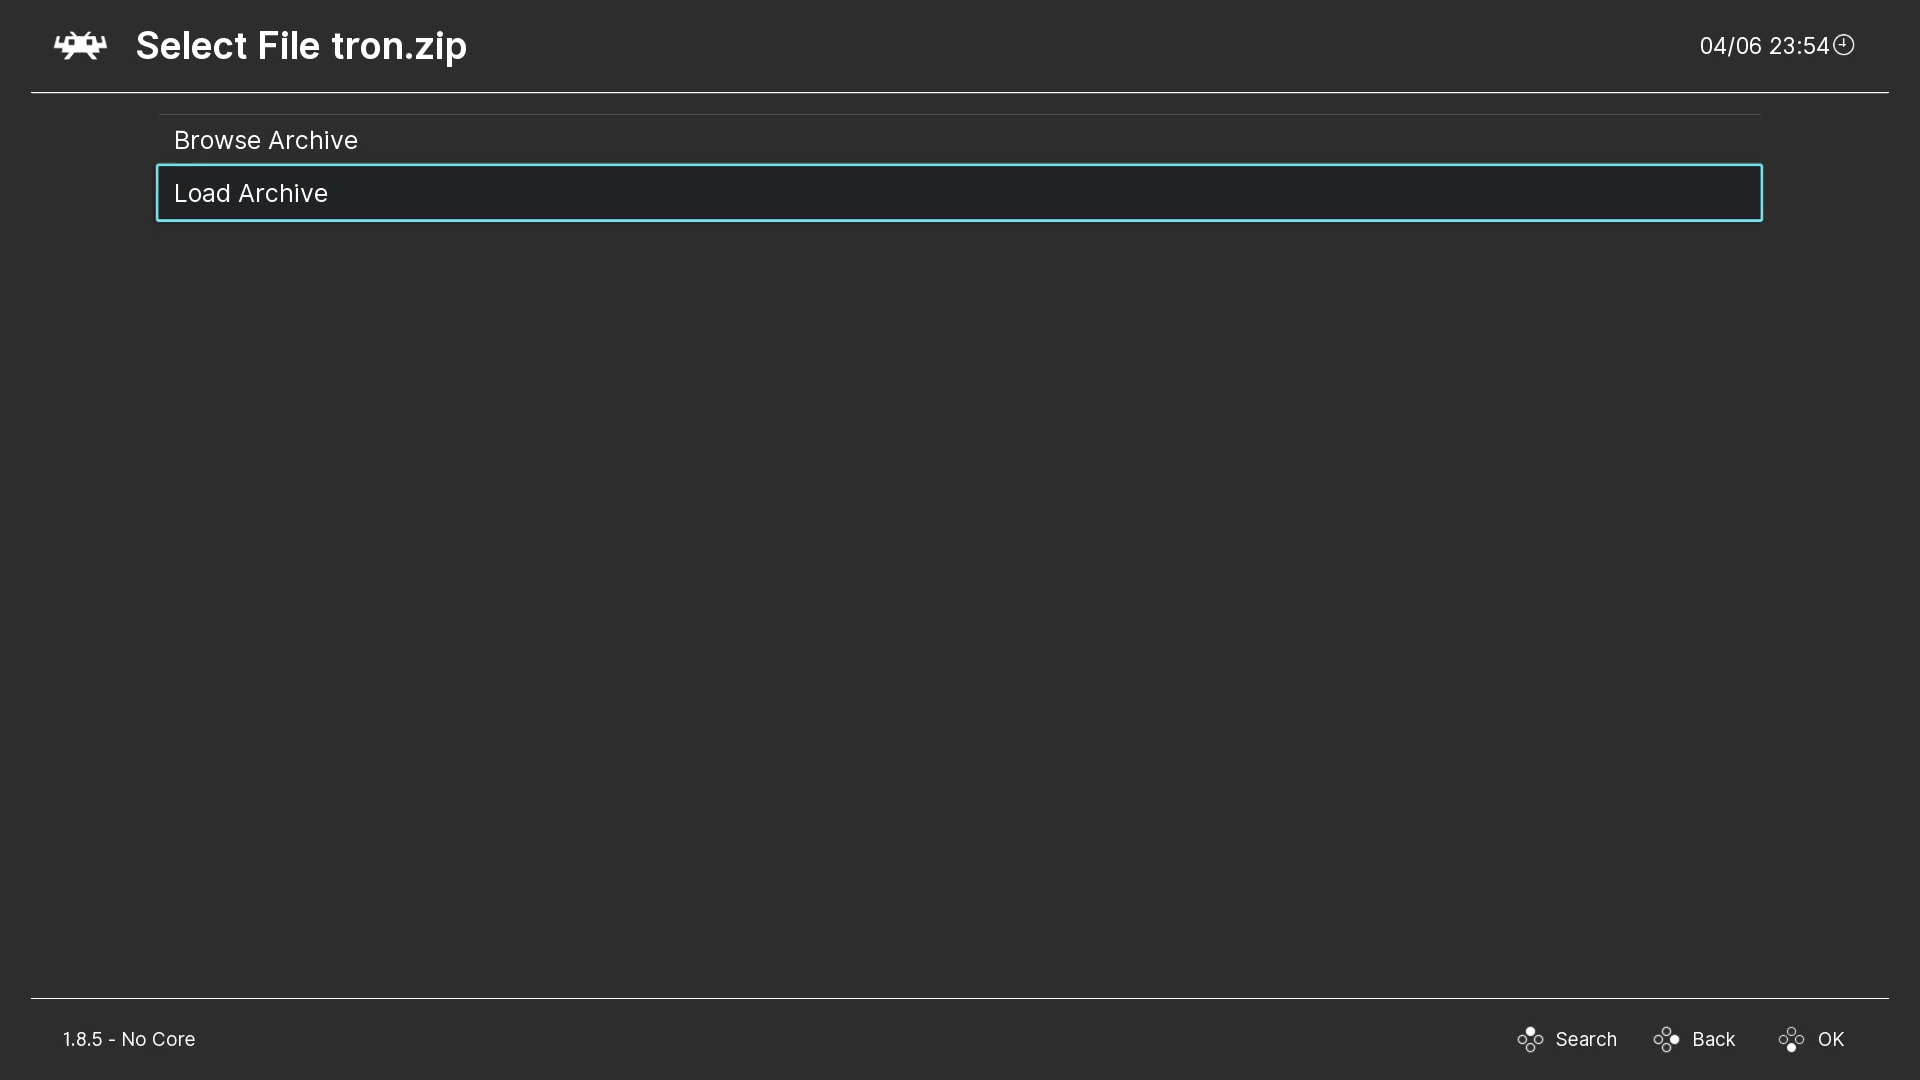 Select File tron.zip
04/06 23:54
Browse Archive
Load Archive
1.8.5 - No Core
Search
Back
OK